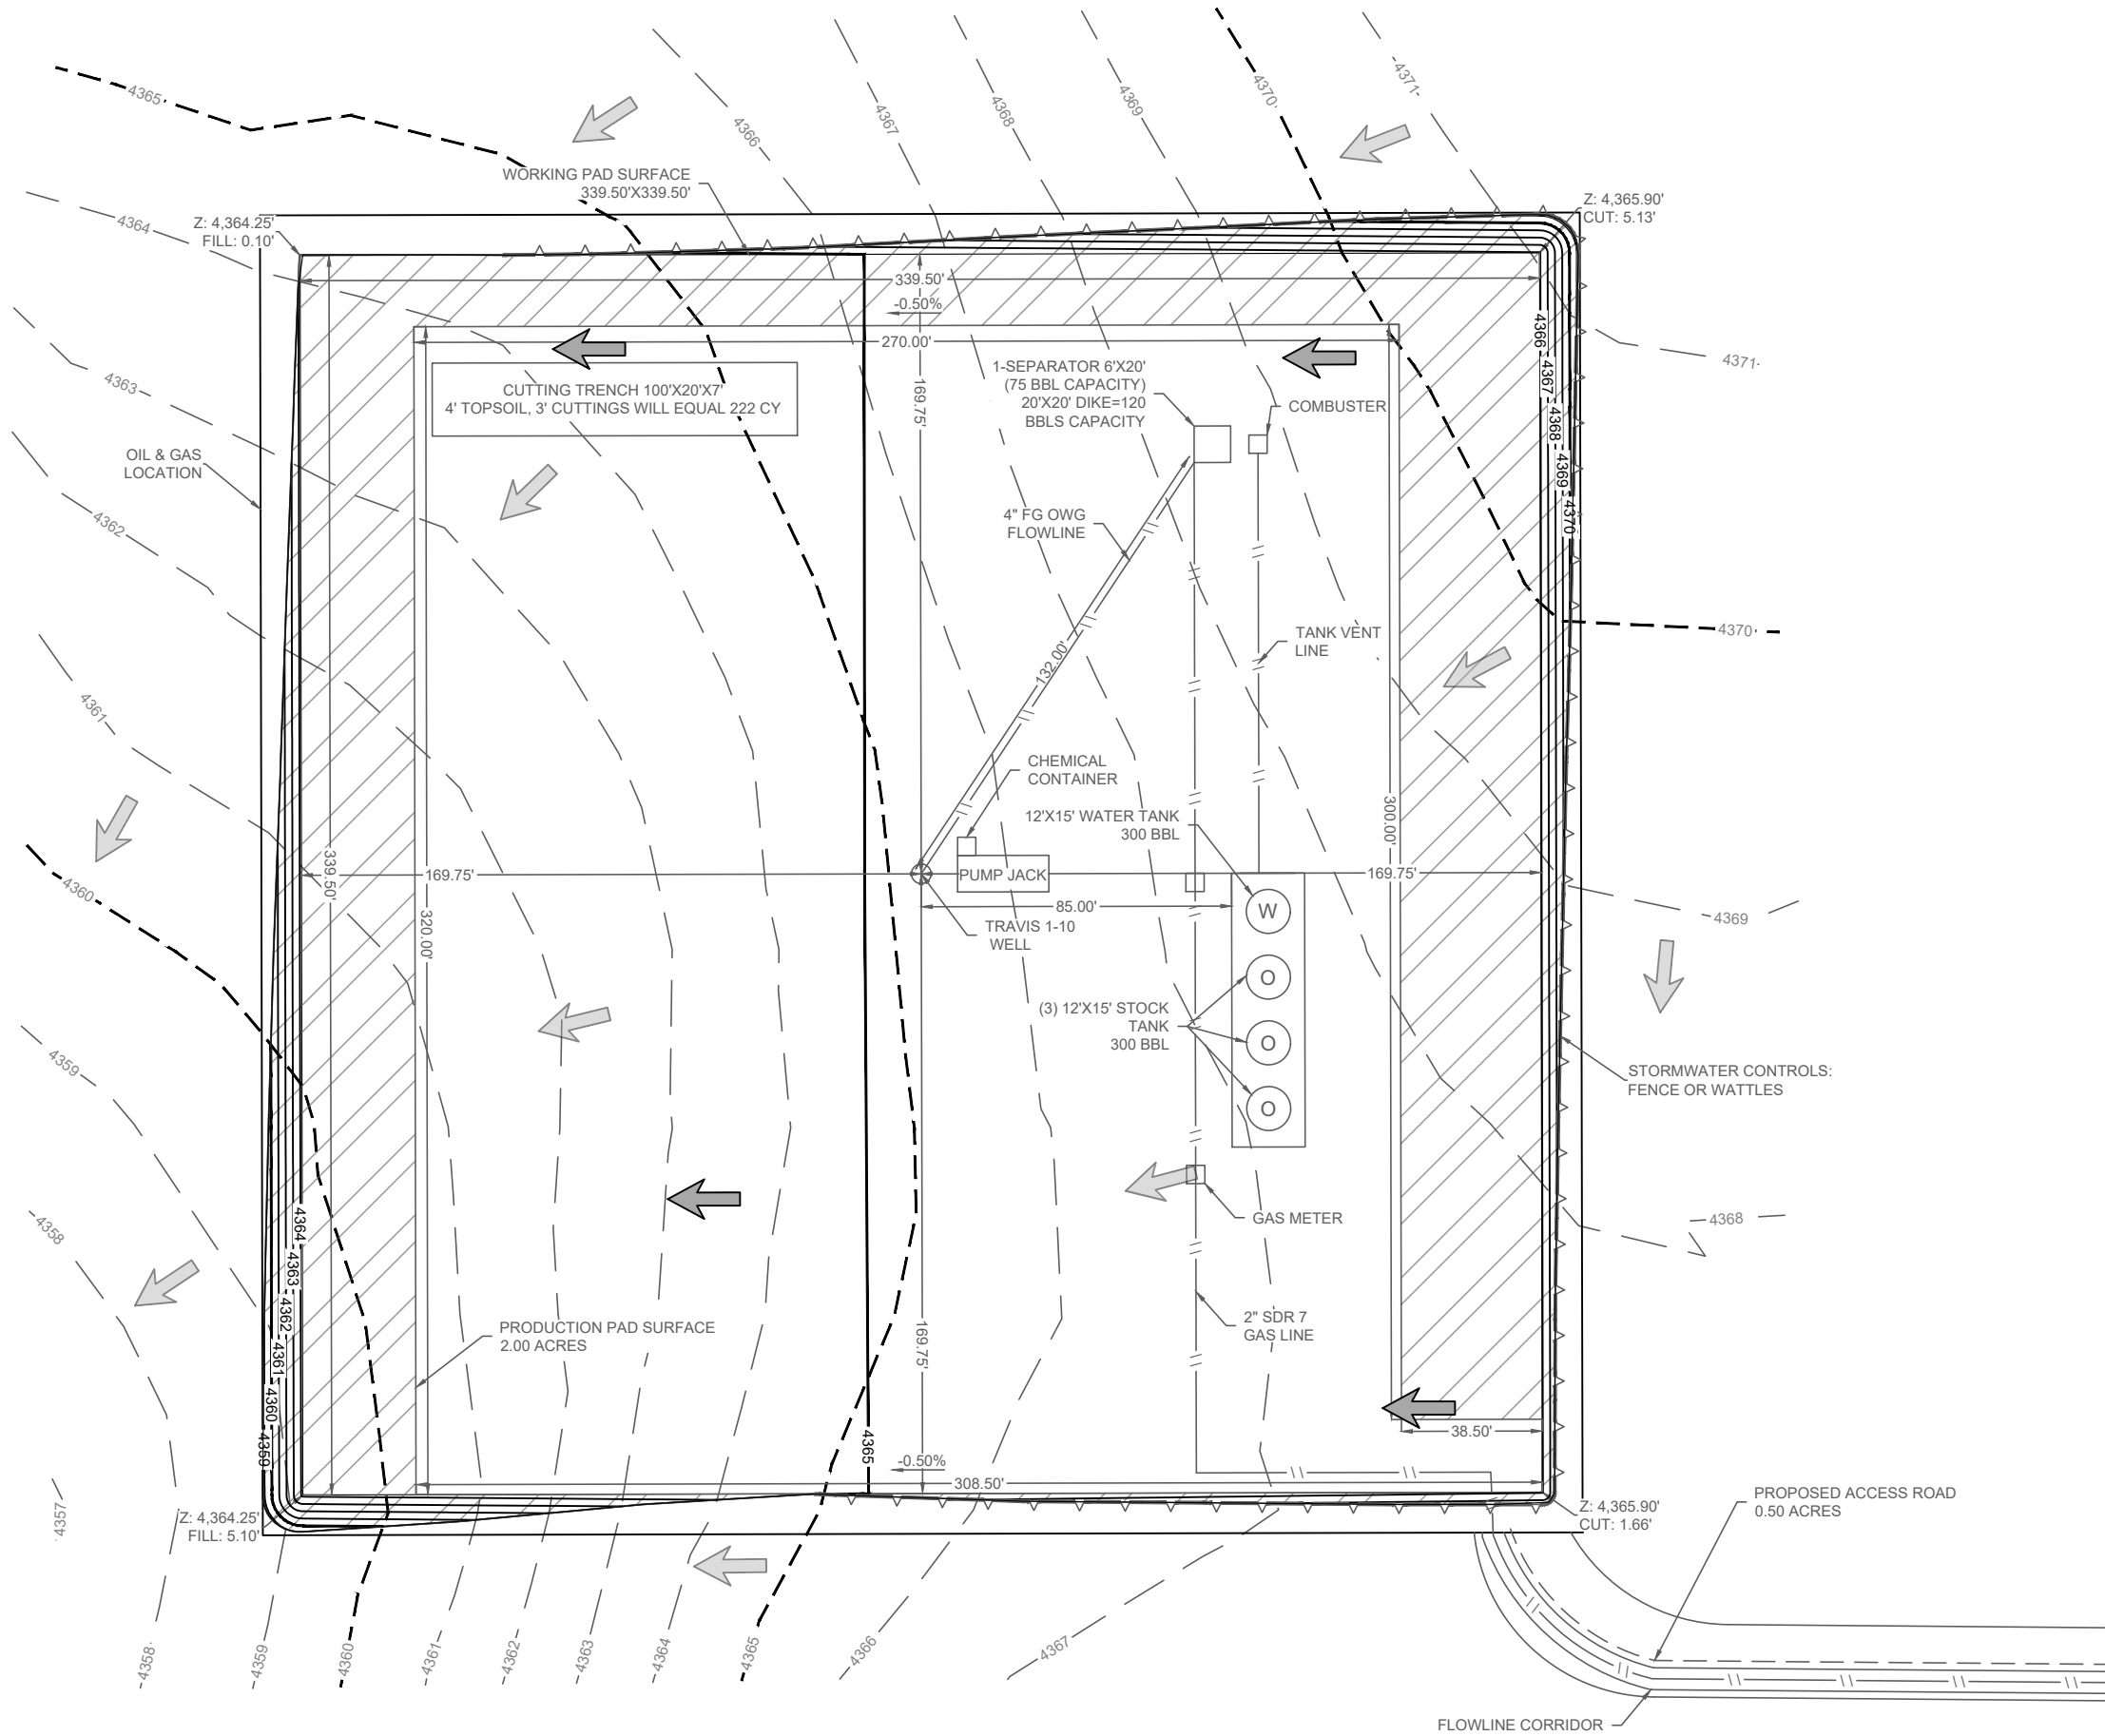 4371
4370
4369
4368
4367
4366
4365
4364
4363
4362
4361
4360
4359
4358
4357
WORKING PAD SURFACE
339.50'X339.50'
Z: 4,364.25'
FILL: 0.10'
Z: 4,365.90'
CUT: 5.13'
339.50'
-0.50%
270.00'
169.75'
CUTTING TRENCH 100'X20'X7'
4' TOPSOIL, 3' CUTTINGS WILL EQUAL 222 CY
1-SEPARATOR 6'X20'
(75 BBL CAPACITY)
20'X20' DIKE=120
BBLS CAPACITY
COMBUSTER
4366
4367
4368
4369
4370
4371
OIL & GAS
LOCATION
4" FG OWG
FLOWLINE
TANK VENT
LINE
4370
132.00'
CHEMICAL
CONTAINER
12'X15' WATER TANK
300 BBL
300.00'
339.50'
320.00'
169.75'
PUMP JACK
169.75'
85.00'
W
TRAVIS 1-10
WELL
4369
O
(3) 12'X15' STOCK
TANK
300 BBL
O
O
STORMWATER CONTROLS:
FENCE OR WATTLES
GAS METER
4368
4364
4363
4362
4361
4360
4359
PRODUCTION PAD SURFACE
2.00 ACRES
2" SDR 7
GAS LINE
169.75'
4365
38.50'
-0.50%
308.50'
Z: 4,364.25'
FILL: 5.10'
Z: 4,365.90'
CUT: 1.66'
PROPOSED ACCESS ROAD
0.50 ACRES
4358
4359
4360
4361
4362
4363
4364
4365
4366
4367
FLOWLINE CORRIDOR